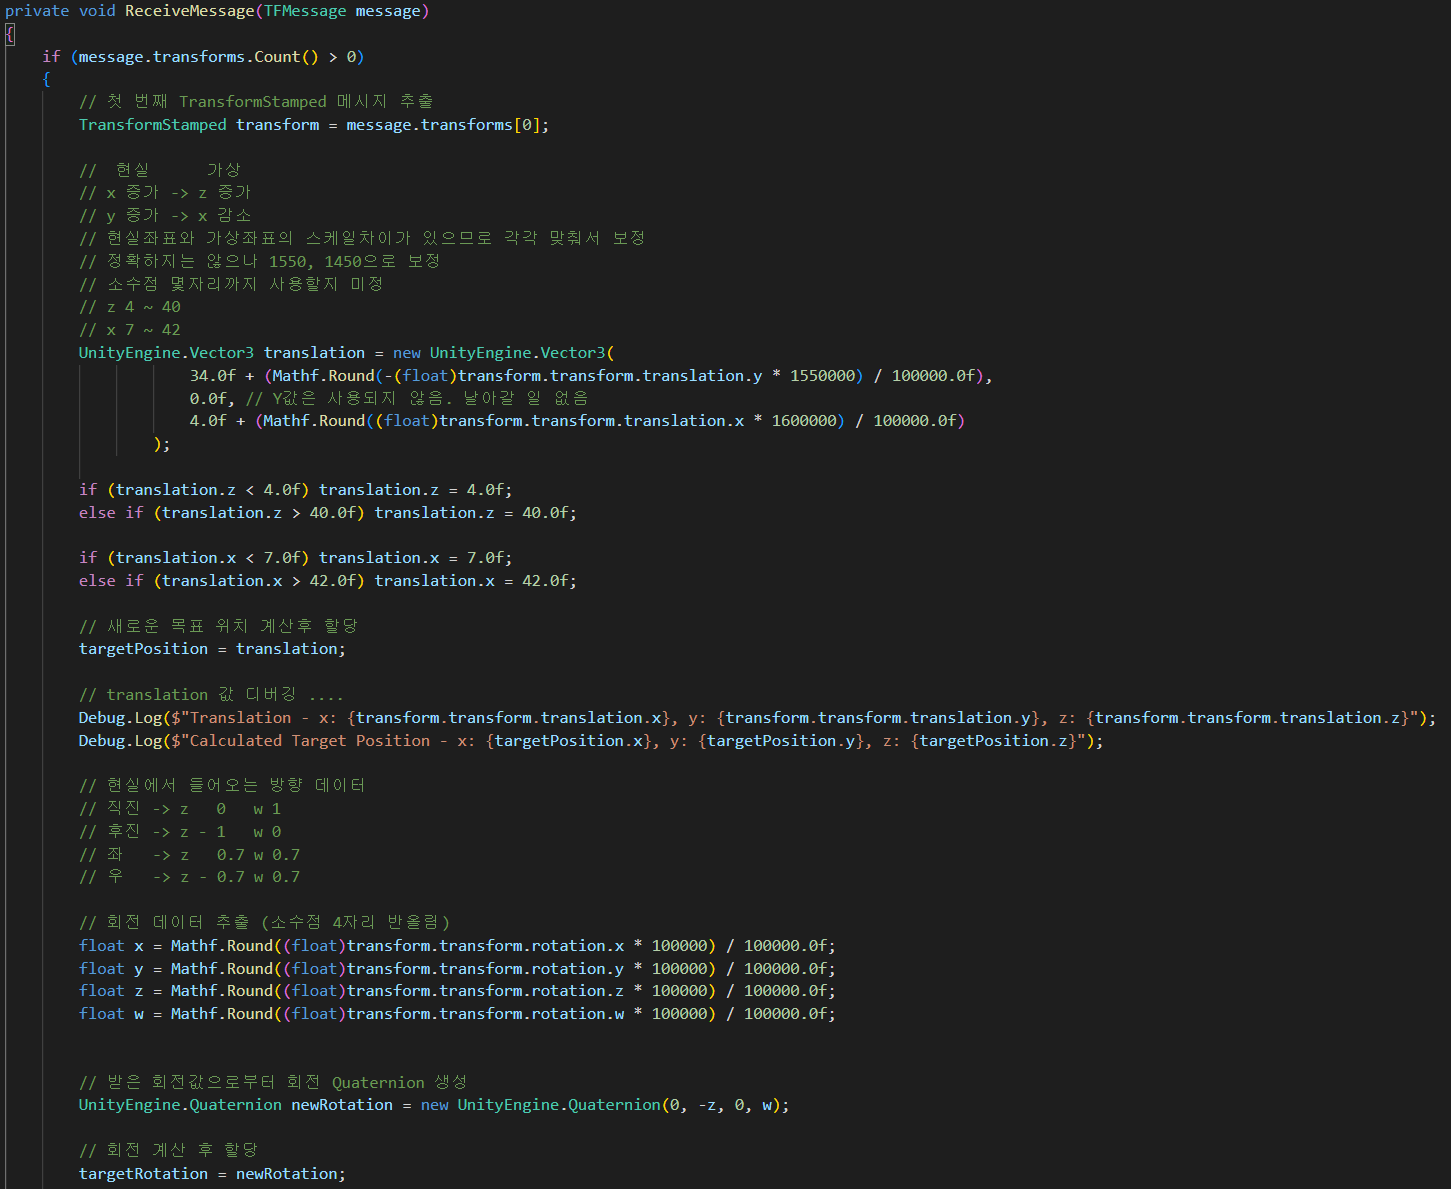 private void ReceiveMessage(TFMessage message)
{
if (message.transforms.Count() > 0)
{
// 첫 번째 TransformStamped 메시지 추출
TransformStamped transform = message.transforms[0];
//  현실      가상
// x 증가 -> z 증가
// y 증가 -> x 감소
// 현실좌표와 가상좌표의 스케일차이가 있으므로 각각 맞춰서 보정
// 정확하지는 않으나 1550, 1450으로 보정
// 소수점 몇자리까지 사용할지 미정
// z 4 ~ 40
// x 7 ~ 42
UnityEngine.Vector3 translation = new UnityEngine.Vector3(
34.0f + (Mathf.Round(-(float)transform.transform.translation.y * 1550000) / 100000.0f),
0.0f, // Y값은 사용되지 않음. 날아갈 일 없음
4.0f + (Mathf.Round((float)transform.transform.translation.x * 1600000) / 100000.0f)
);
if (translation.z < 4.0f) translation.z = 4.0f;
else if (translation.z > 40.0f) translation.z = 40.0f;
if (translation.x < 7.0f) translation.x = 7.0f;
else if (translation.x > 42.0f) translation.x = 42.0f;
// 새로운 목표 위치 계산후 할당
targetPosition = translation;
// translation 값 디버깅 ....
Debug.Log($"Translation - x: {transform.transform.translation.x}, y: {transform.transform.translation.y}, z: {transform.transform.translation.z}");
Debug.Log($"Calculated Target Position - x: {targetPosition.x}, y: {targetPosition.y}, z: {targetPosition.z}");
// 현실에서 들어오는 방향 데이터
// 직진 -> z   0   w 1
// 후진 -> z - 1   w 0
// 좌   -> z   0.7 w 0.7
// 우   -> z - 0.7 w 0.7
// 회전 데이터 추출 (소수점 4자리 반올림)
float x = Mathf.Round((float)transform.transform.rotation.x * 100000) / 100000.0f;
float y = Mathf.Round((float)transform.transform.rotation.y * 100000) / 100000.0f;
float z = Mathf.Round((float)transform.transform.rotation.z * 100000) / 100000.0f;
float w = Mathf.Round((float)transform.transform.rotation.w * 100000) / 100000.0f;
// 받은 회전값으로부터 회전 Quaternion 생성
UnityEngine.Quaternion newRotation = new UnityEngine.Quaternion(0, -z, 0, w);
// 회전 계산 후 할당
targetRotation = newRotation;